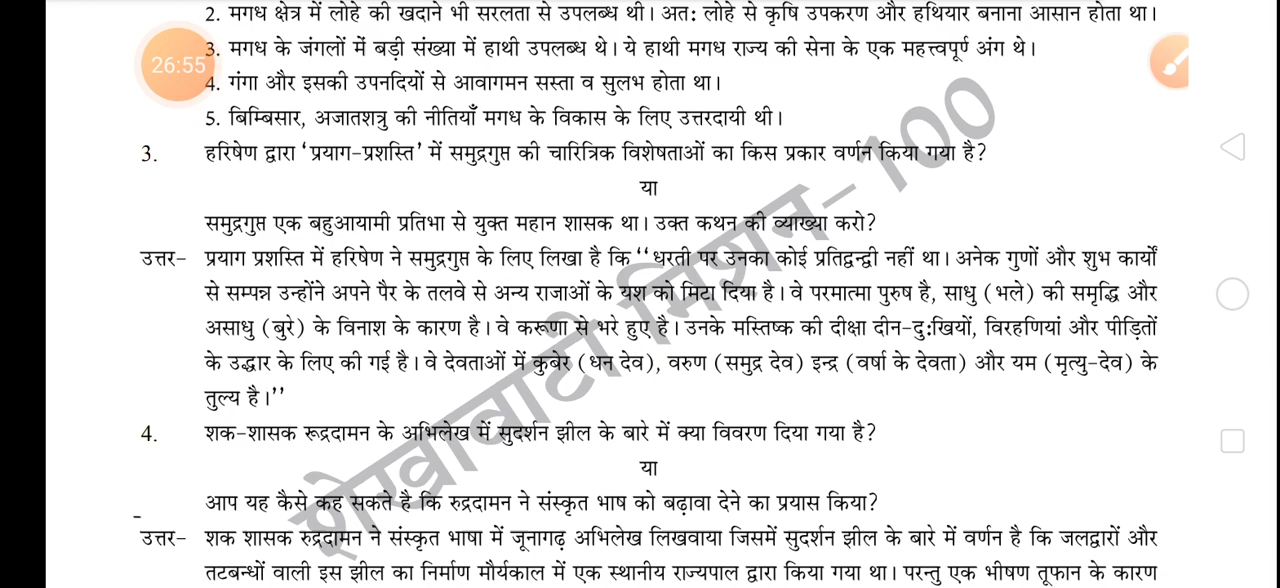 2. मगध क्षेत्र में लोहे की खदाने भी सरलता से उपलब्ध थी। अतः लोहे से कृषि उपकरण और हथियार बनाना आसान होता था।
3. मगध के जंगलों में बड़ी संख्या में हाथी उपलब्ध थे। ये हाथी मगध राज्य की सेना के एक महत्त्वपूर्ण अंग थे।
26:55
4. गंगा और इसकी उपनदियों से आवागमन सस्ता व सुलभ होता था।
5. बिम्बिसार, अजातशत्रु की नीतियाँ मगध के विकास के लिए उत्तरदायी थी।
3. हरिषेण द्वारा ‘प्रयाग-प्रशस्ति’ में समुद्रगुप्त की चारित्रिक विशेषताओं का किस प्रकार वर्णन किया गया है?
या
समुद्रगुप्त एक बहुआयामी प्रतिभा से युक्त महान शासक था। उक्त कथन की व्याख्या करो?
उत्तर- प्रयाग प्रशस्ति में हरिषेण ने समुद्रगुप्त के लिए लिखा है कि ‘‘धरती पर उनका कोई प्रतिद्वन्द्वी नहीं था। अनेक गुणों और शुभ कार्यों
से सम्पन्न उन्होंने अपने पैर के तलवे से अन्य राजाओं के यश को मिटा दिया है। वे परमात्मा पुरुष है, साधु (भले) की समृद्धि और
असाधु (बुरे) के विनाश के कारण है। वे करूणा से भरे हुए है। उनके मस्तिष्क की दीक्षा दीन-दुःखियों, विरहणियां और पीड़ितों
के उद्धार के लिए की गई है। वे देवताओं में कुबेर (धन देव), वरुण (समुद्र देव) इन्द्र (वर्षा के देवता) और यम (मृत्यु-देव) के
तुल्य है।’’
4. शक-शासक रूद्रदामन के अभिलेख में सुदर्शन झील के बारे में क्या विवरण दिया गया है?
या
आप यह कैसे कह सकते है कि रुद्रदामन ने संस्कृत भाष को बढ़ावा देने का प्रयास किया?
उत्तर- शक शासक रुद्रदामन ने संस्कृत भाषा में जूनागढ़ अभिलेख लिखवाया जिसमें सुदर्शन झील के बारे में वर्णन है कि जलद्वारों और
तटबन्धों वाली इस झील का निर्माण मौर्यकाल में एक स्थानीय राज्यपाल द्वारा किया गया था। परन्तु एक भीषण तूफान के कारण
शेखावाटी मिशन-100